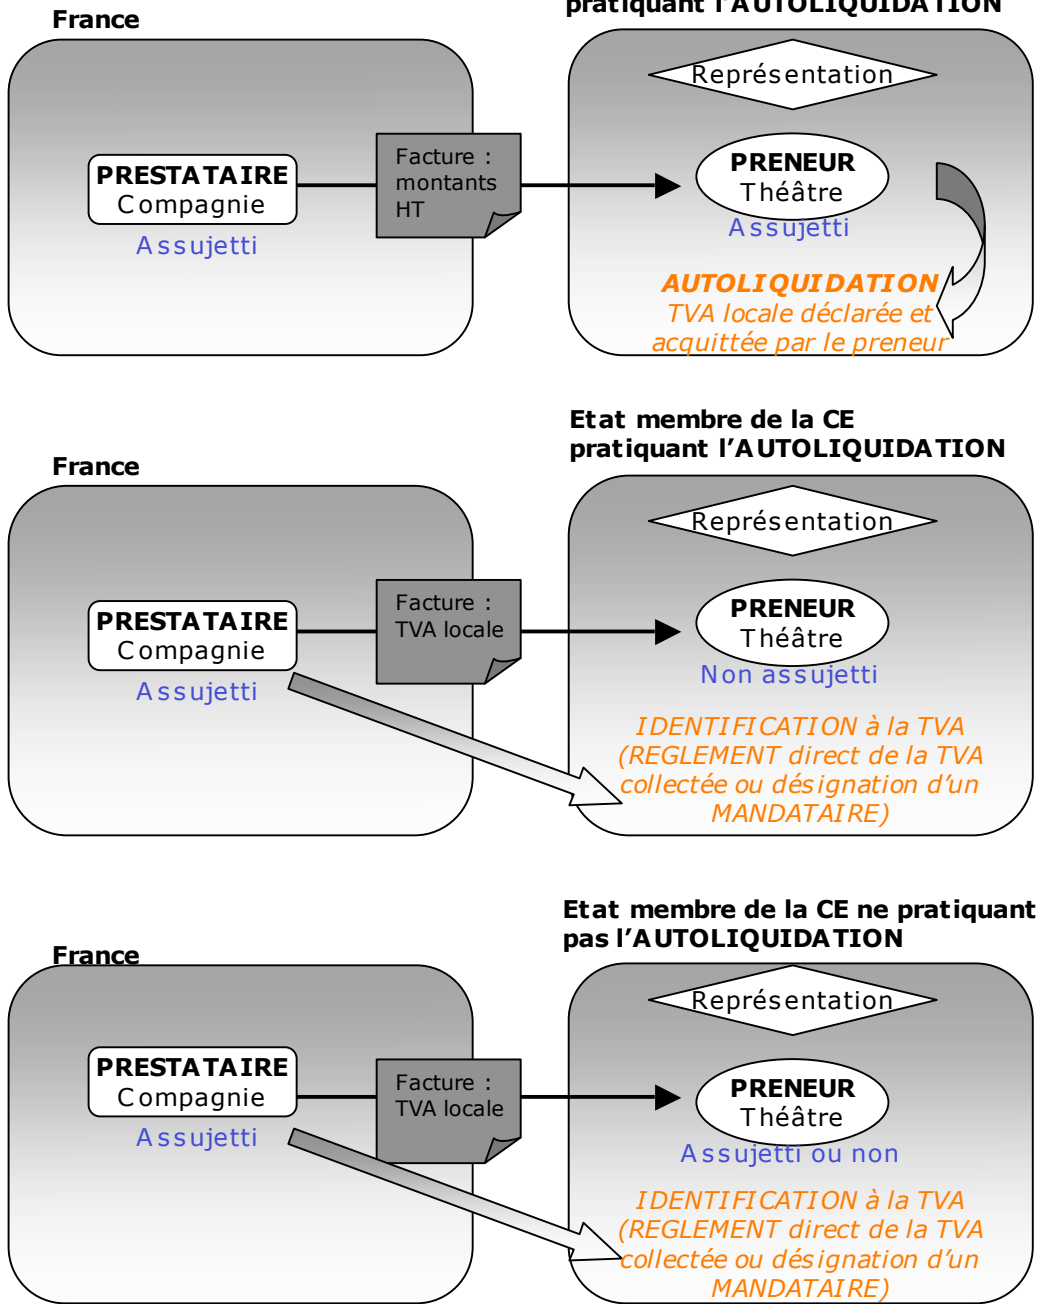 pratiquant l'AUTOLIQUIDATION
France
Représentation
PRESTATAIRE
Compagnie
Assujetti
Facture :
montants
HT
PRENEUR
Théâtre
Assujetti
AUTOLIQUIDATION
TVA locale déclarée et
acquittée par le preneur
Etat membre de la CE
pratiquant l'AUTOLIQUIDATION
France
Représentation
PRESTATAIRE
Compagnie
Assujetti
Facture :
TVA locale
PRENEUR
Théâtre
Non assujetti
IDENTIFICATION à la TVA
(REGLEMENT direct de la TVA
collectée ou désignation d'un
MANDATAIRE)
Etat membre de la CE ne pratiquant
pas l'AUTOLIQUIDATION
France
Représentation
PRESTATAIRE
Compagnie
Assujetti
Facture :
TVA locale
PRENEUR
Théâtre
Assujetti ou non
IDENTIFICATION à la TVA
(REGLEMENT direct de la TVA
collectée ou désignation d'un
MANDATAIRE)